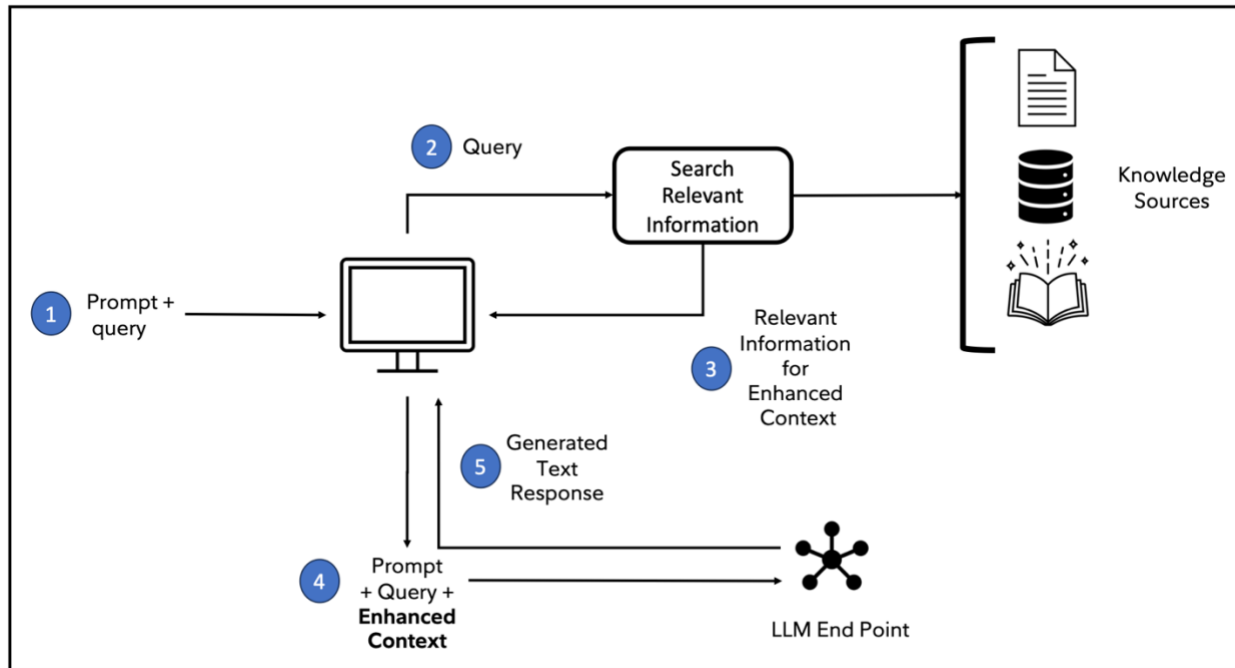 1
Prompt +
query
2
Query
Search
Relevant
Information
Knowledge
Sources
3
Relevant
Information
for
Enhanced
Context
4
Prompt
+ Query +
Enhanced
Context
5
Generated
Text
Response
LLM End Point